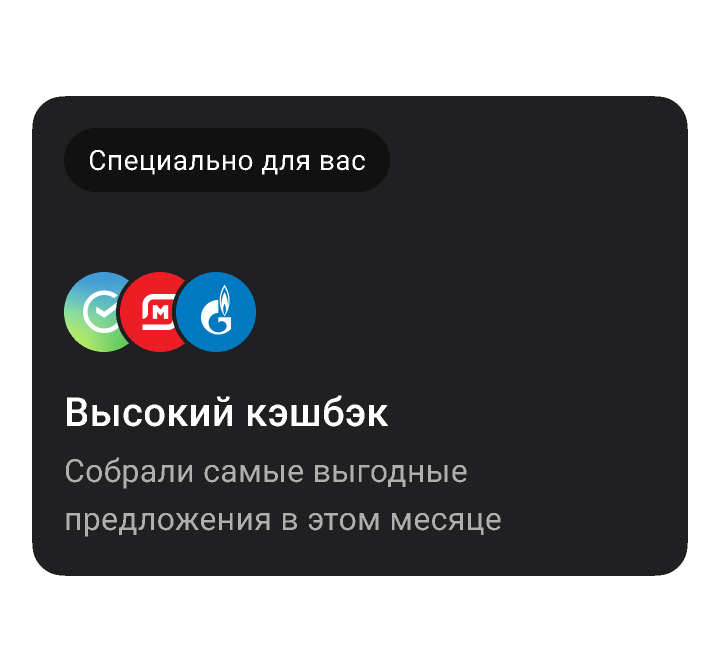 Специально для вас
М
Высокий кэшбэк
Собрали самые выгодные
предложения в этом месяце